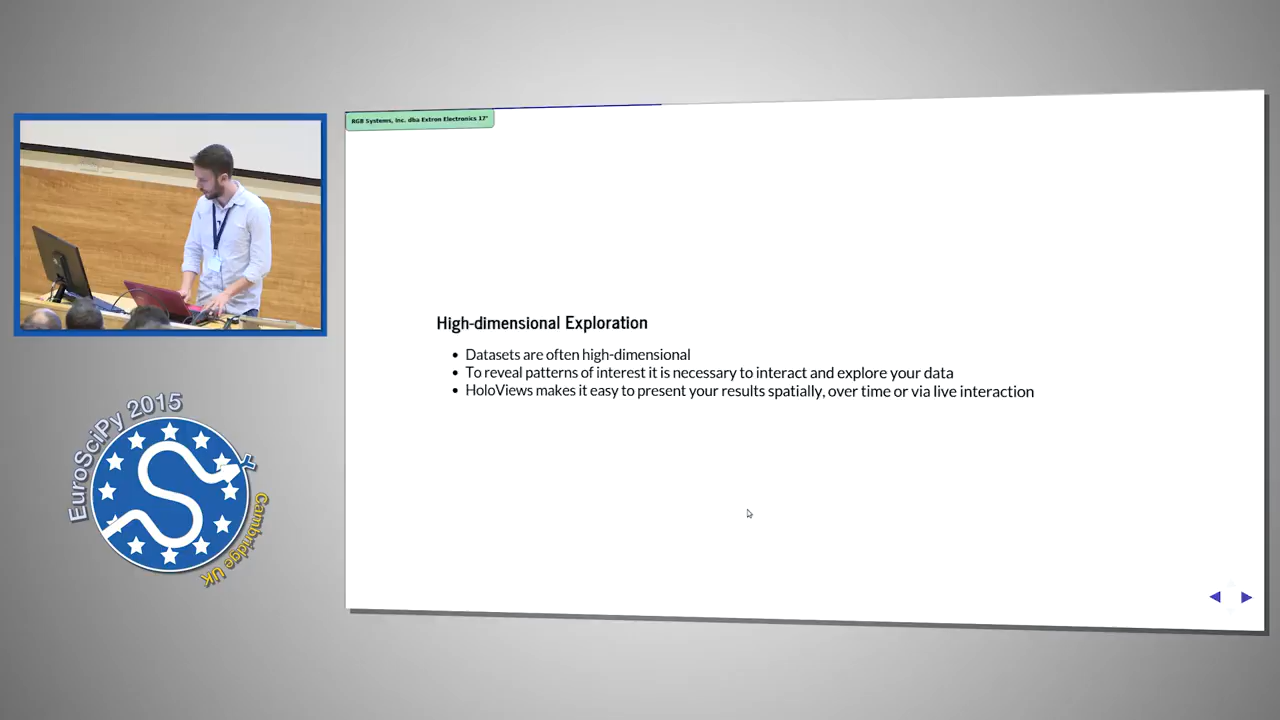 RGB Systems, Inc. dba Extron Electronics 17"
High-dimensional Exploration
• Datasets are often high-dimensional
• To reveal patterns of interest it is necessary to interact and explore your data
• HoloViews makes it easy to present your results spatially, over time or via live interaction
EuroSciPy 2015
Cambridge UK